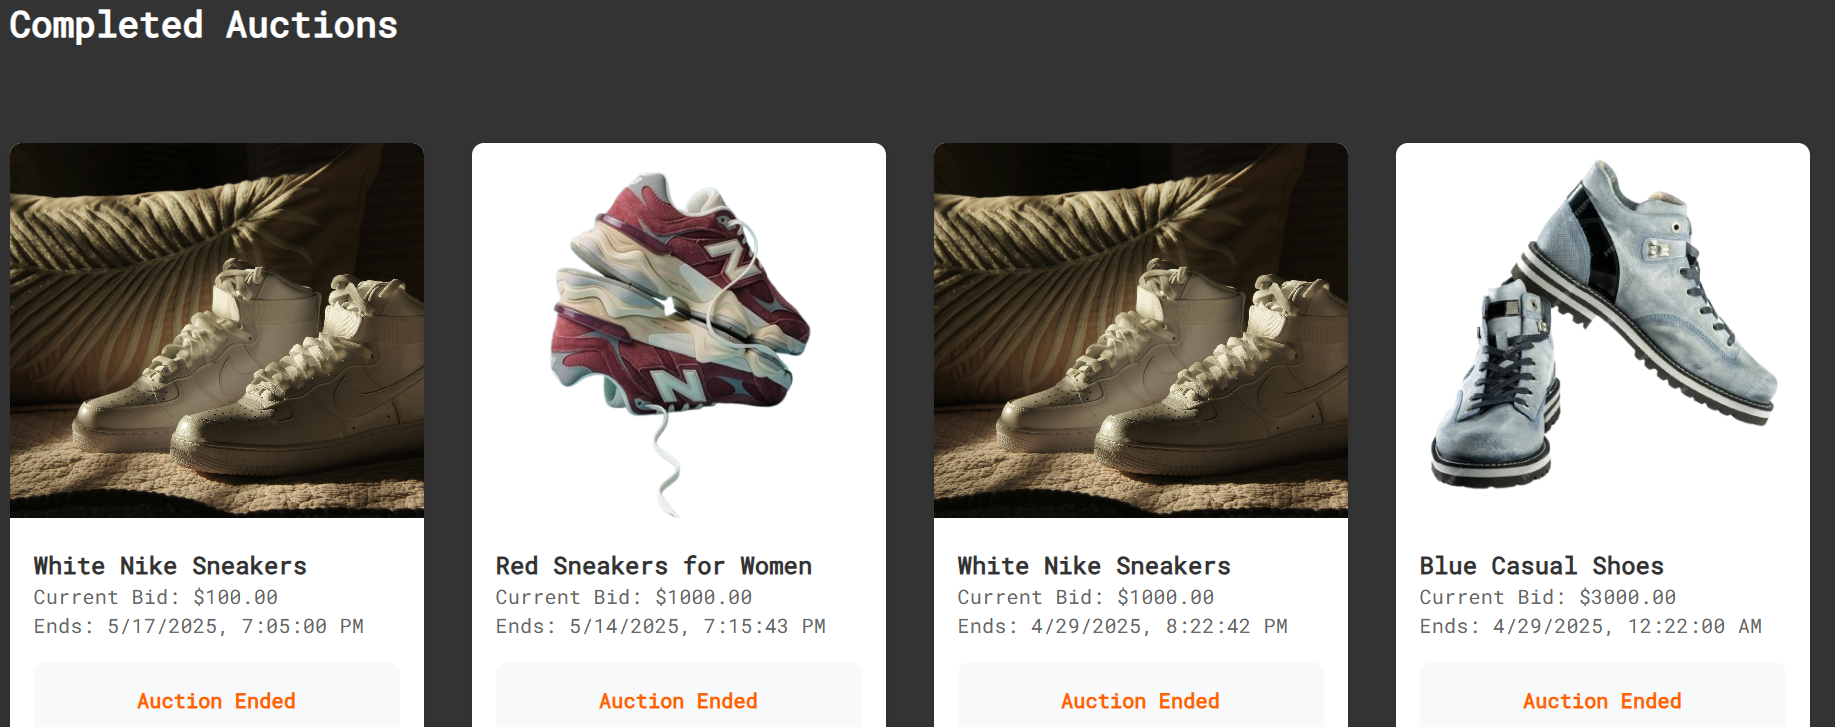 Completed Auctions
White Nike Sneakers
Current Bid: $100.00
Ends: 5/17/2025, 7:05:00 PM
Auction Ended
N
N
Red Sneakers for Women
Current Bid: $1000.00
Ends: 5/14/2025, 7:15:43 PM
Auction Ended
White Nike Sneakers
Current Bid: $1000.00
Ends: 4/29/2025, 8:22:42 PM
Auction Ended
Blue Casual Shoes
Current Bid: $3000.00
Ends: 4/29/2025, 12:22:00 AM
Auction Ended